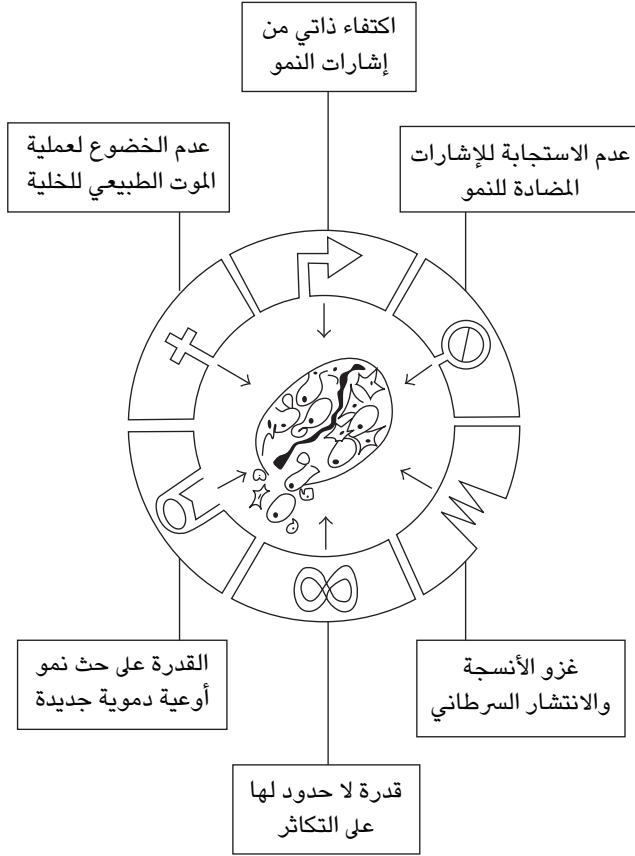 اكتفاء ذاتي من
إشارات النمو
عدم الاستجابة للإشارات
المضادة للنمو
عدم الخضوع لعملية
الموت الطبيعي للخلية
غزو الأنسجة
والانتشار السرطاني
القدرة على حث نمو
أوعية دموية جديدة
قدرة لا حدود لها
على التكاثر